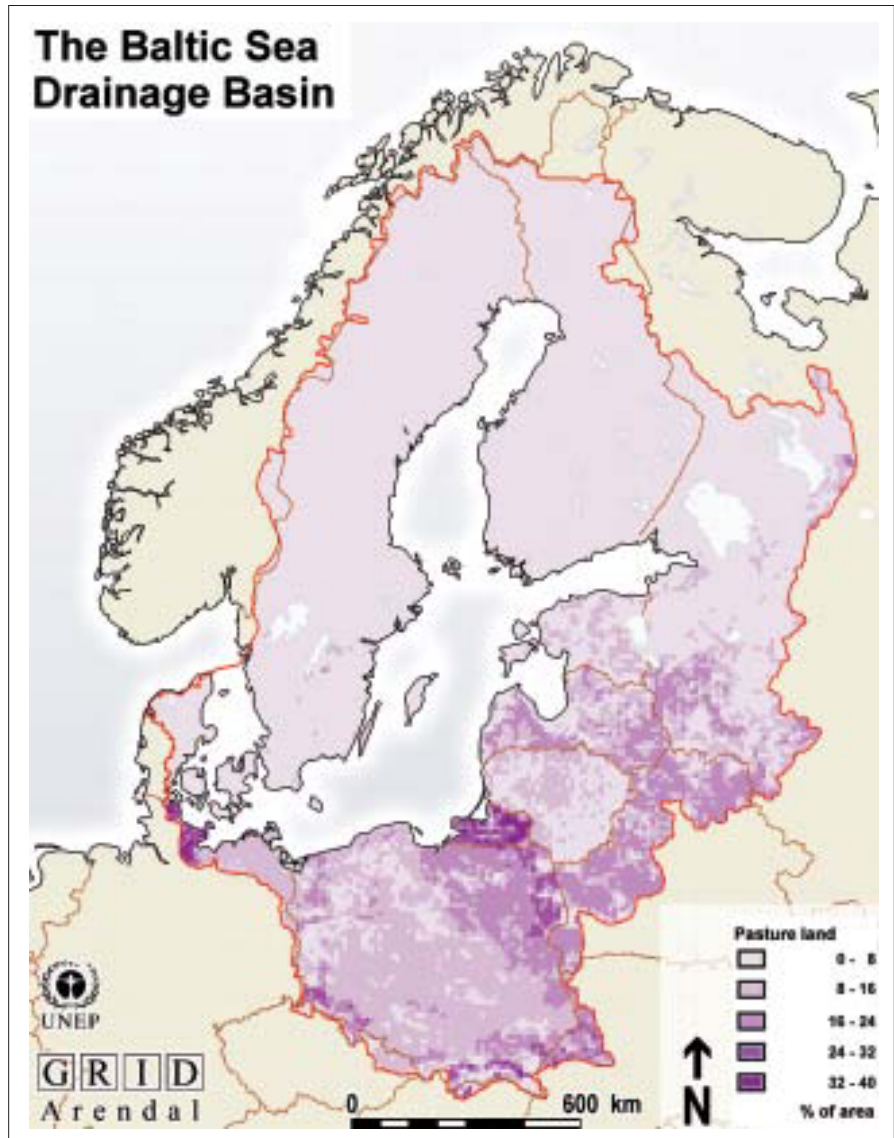 The Baltic Sea
Drainage Basin
Pasture land
0 - 8
8 - 16
16 - 24
24 - 32
32 - 40
% of area
UNEP
GRID
Arendal
0 600 km
N